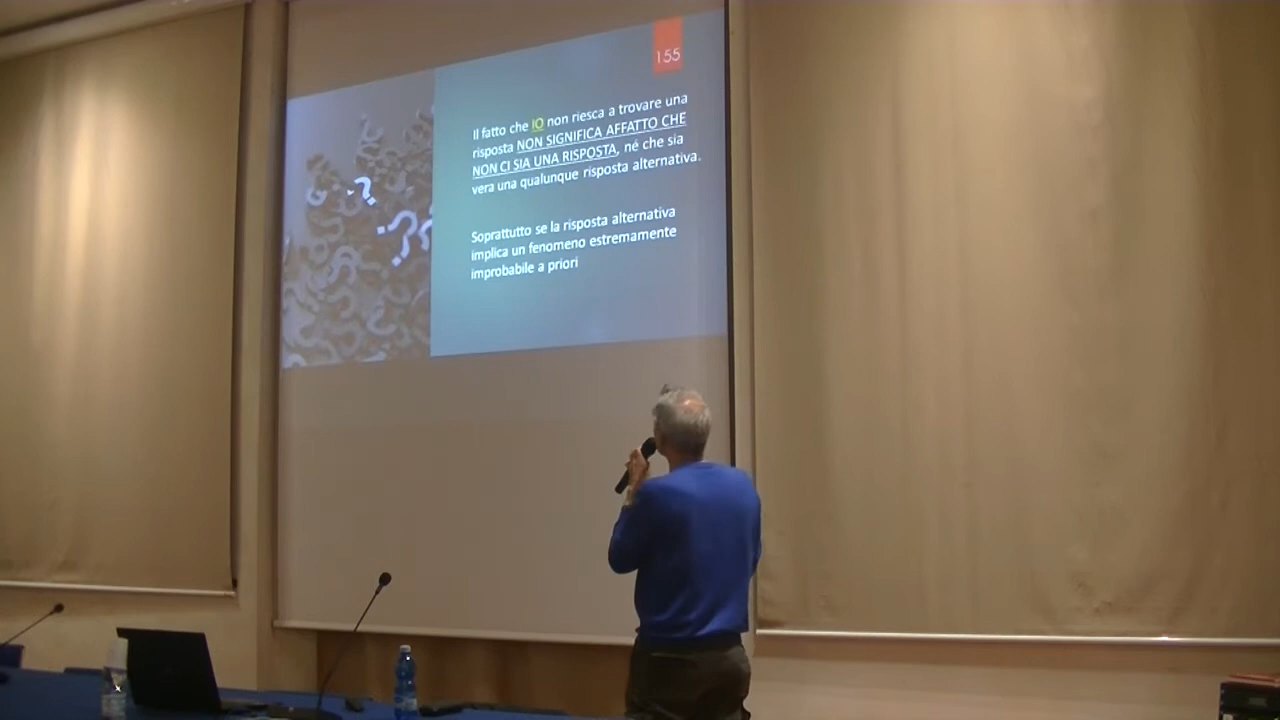 155
Il fatto che IO non riesca a trovare una
risposta NON SIGNIFICA AFFATTO CHE
NON CI SIA UNA RISPOSTA, né che sia
vera una qualunque risposta alternativa.
Soprattutto se la risposta alternativa
implica un fenomeno estremamente
improbabile a priori